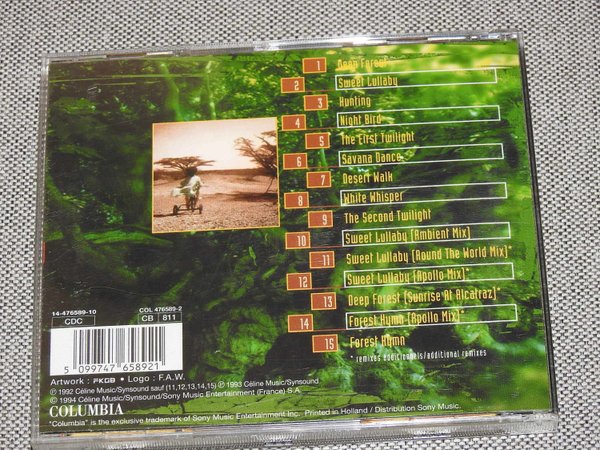 1 Deep Forest
2 Sweet Lullaby
3 Hunting
4 Night Bird
5 The First Twilight
6 Savana Dance
7 Desert Walk
8 White Whisper
9 The Second Twilight
10 Sweet Lullaby (Ambient Mix)
11 Sweet Lullaby (Round The World Mix)*
12 Sweet Lullaby (Apollo Mix)*
13 Deep Forest (Sunrise At Alcatraz)*
14 Forest Hymn (Apollo Mix)*
15 Forest Hymn
* remixes additionnels/additional remixes
14-476589-10
COL 476589-2
CDC
CB 811
5 099747 658921
Artwork : PKGB • Logo : F.A.W.
℗ 1992 Céline Music/Synsound sauf (11,12,13,14,15) ℗ 1993 Céline Music/Synsound
© 1994 Céline Music/Synsound/Sony Music Entertainment (France) S.A.
COLUMBIA
"Columbia" is the exclusive trademark of Sony Music Entertainment Inc. Printed in Holland / Distribution Sony Music.